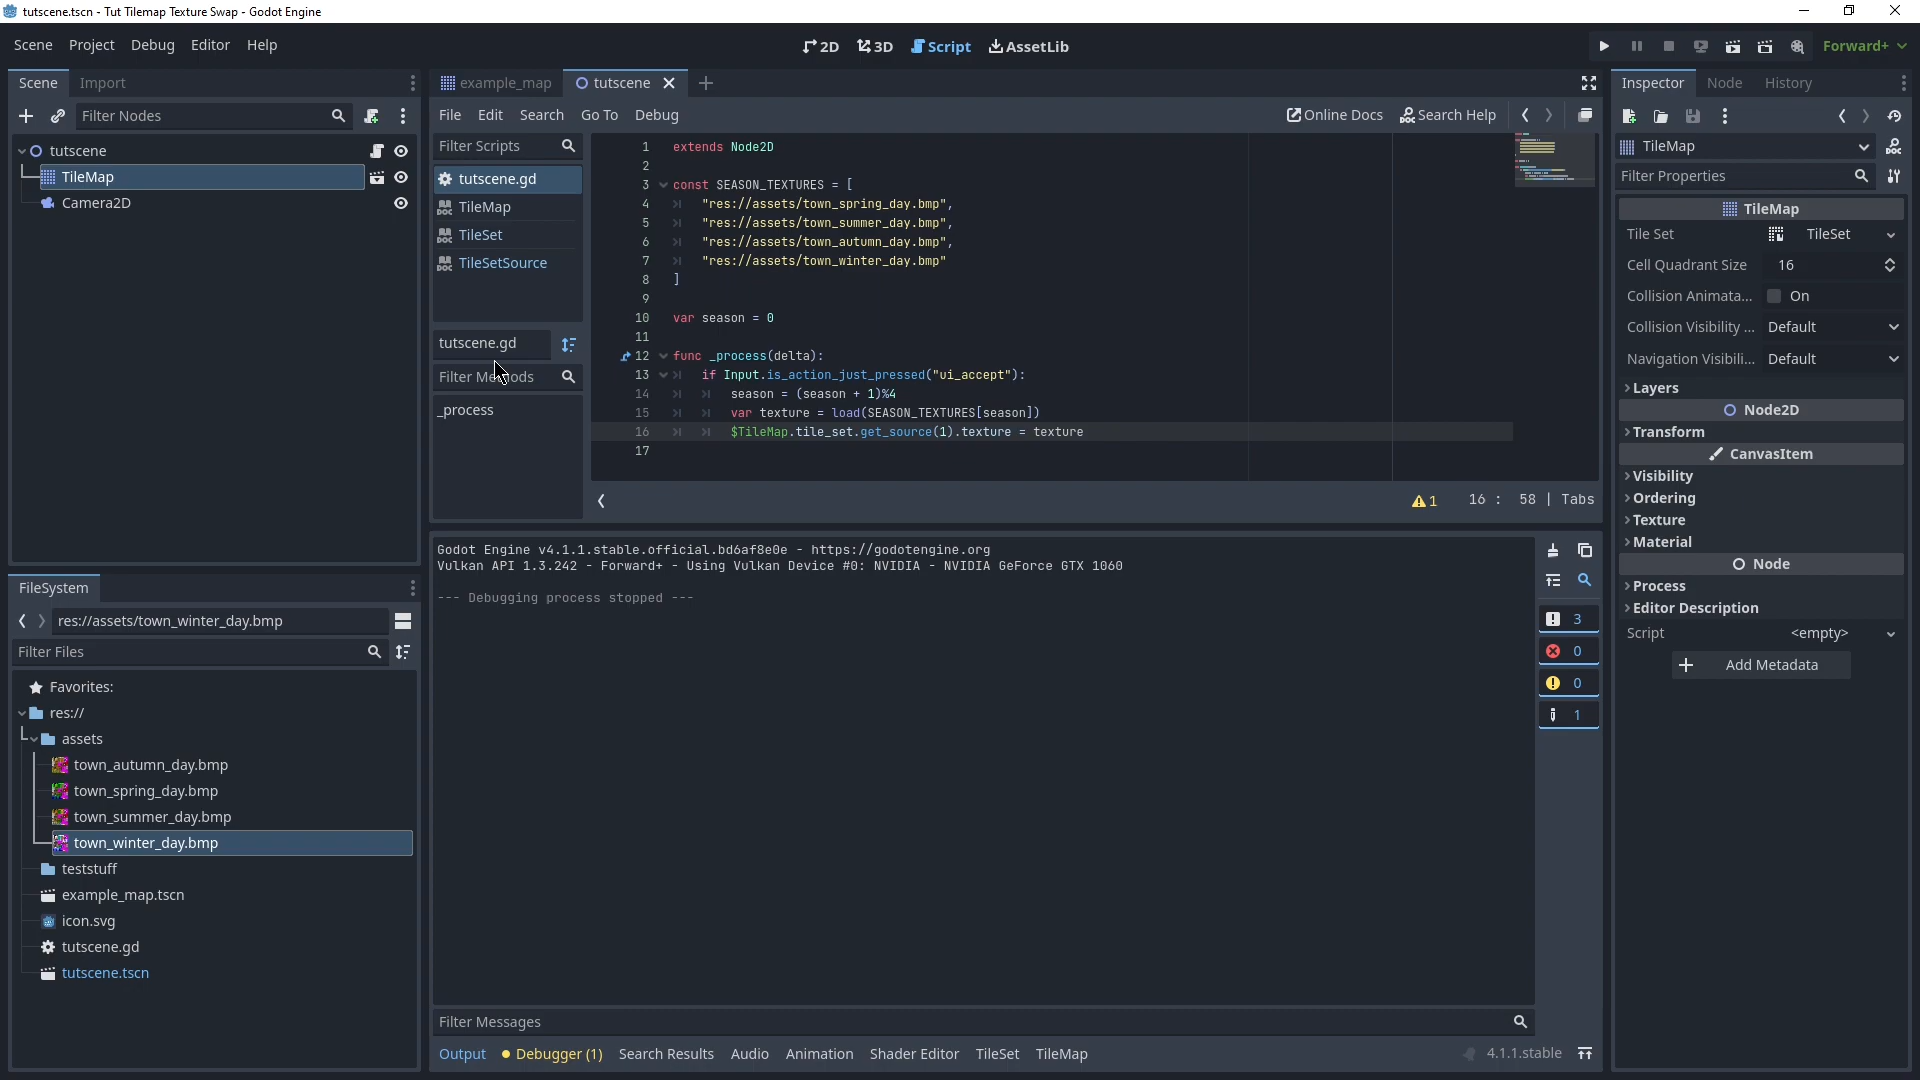 tutscene.tscn - Tut Tilemap Texture Swap - Godot Engine
Scene Project Debug Editor Help
2D 3D Script AssetLib
Forward+
Scene Import
Filter Nodes
tutscene
TileMap
Camera2D
FileSystem
res://assets/town_winter_day.bmp
Filter Files
Favorites:
res://
assets
town_autumn_day.bmp
town_spring_day.bmp
town_summer_day.bmp
town_winter_day.bmp
teststuff
example_map.tscn
icon.svg
tutscene.gd
tutscene.tscn
example_map tutscene
File Edit Search Go To Debug
Online Docs Search Help
Filter Scripts
tutscene.gd
TileMap
TileSet
TileSetSource
tutscene.gd
Filter Methods
_process
1 extends Node2D
2
3 const SEASON_TEXTURES = [
4 "res://assets/town_spring_day.bmp",
5 "res://assets/town_summer_day.bmp",
6 "res://assets/town_autumn_day.bmp",
7 "res://assets/town_winter_day.bmp"
8 ]
9
10 var season = 0
11
12 func _process(delta):
13 if Input.is_action_just_pressed("ui_accept"):
14 season = (season + 1)%4
15 var texture = load(SEASON_TEXTURES[season])
16 $TileMap.tile_set.get_source(1).texture = texture
17
1 16 : 58 | Tabs
Godot Engine v4.1.1.stable.official.bd6af8e0e - https://godotengine.org
Vulkan API 1.3.242 - Forward+ - Using Vulkan Device #0: NVIDIA - NVIDIA GeForce GTX 1060
--- Debugging process stopped ---
3
0
0
1
Filter Messages
Output Debugger (1) Search Results Audio Animation Shader Editor TileSet TileMap
4.1.1.stable
Inspector Node History
TileMap
Filter Properties
TileMap
Tile Set TileSet
Cell Quadrant Size 16
Collision Animata... On
Collision Visibility ... Default
Navigation Visibili... Default
Layers
Node2D
Transform
CanvasItem
Visibility
Ordering
Texture
Material
Node
Process
Editor Description
Script <empty>
Add Metadata